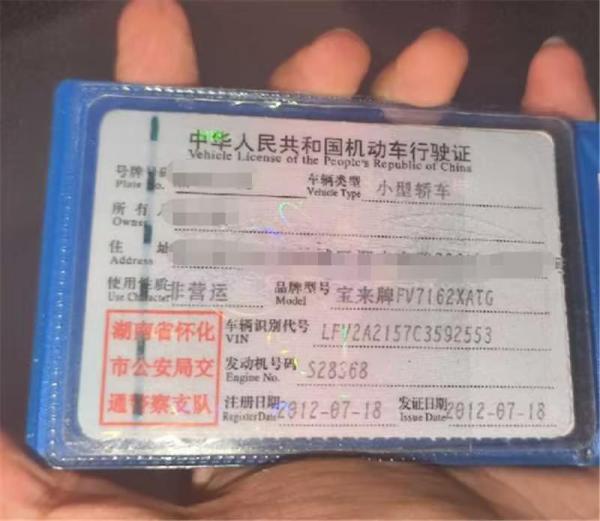 中华人民共和国机动车行驶证
Vehicle License of the People's Republic of China
号牌号码 车辆类型 小型轿车
Plate No. Vehicle Type
所有人
Owner
住 址
Address
使用性质 非营运 品牌型号 宝来牌FV7162XATG
Use Character Model
湖南省怀化
市公安局交
通警察支队
车辆识别代号 LFV2A2157C3592553
VIN
发动机号码 S28368
Engine No.
注册日期 2012-07-18 发证日期 2012-07-18
Register Date Issue Date